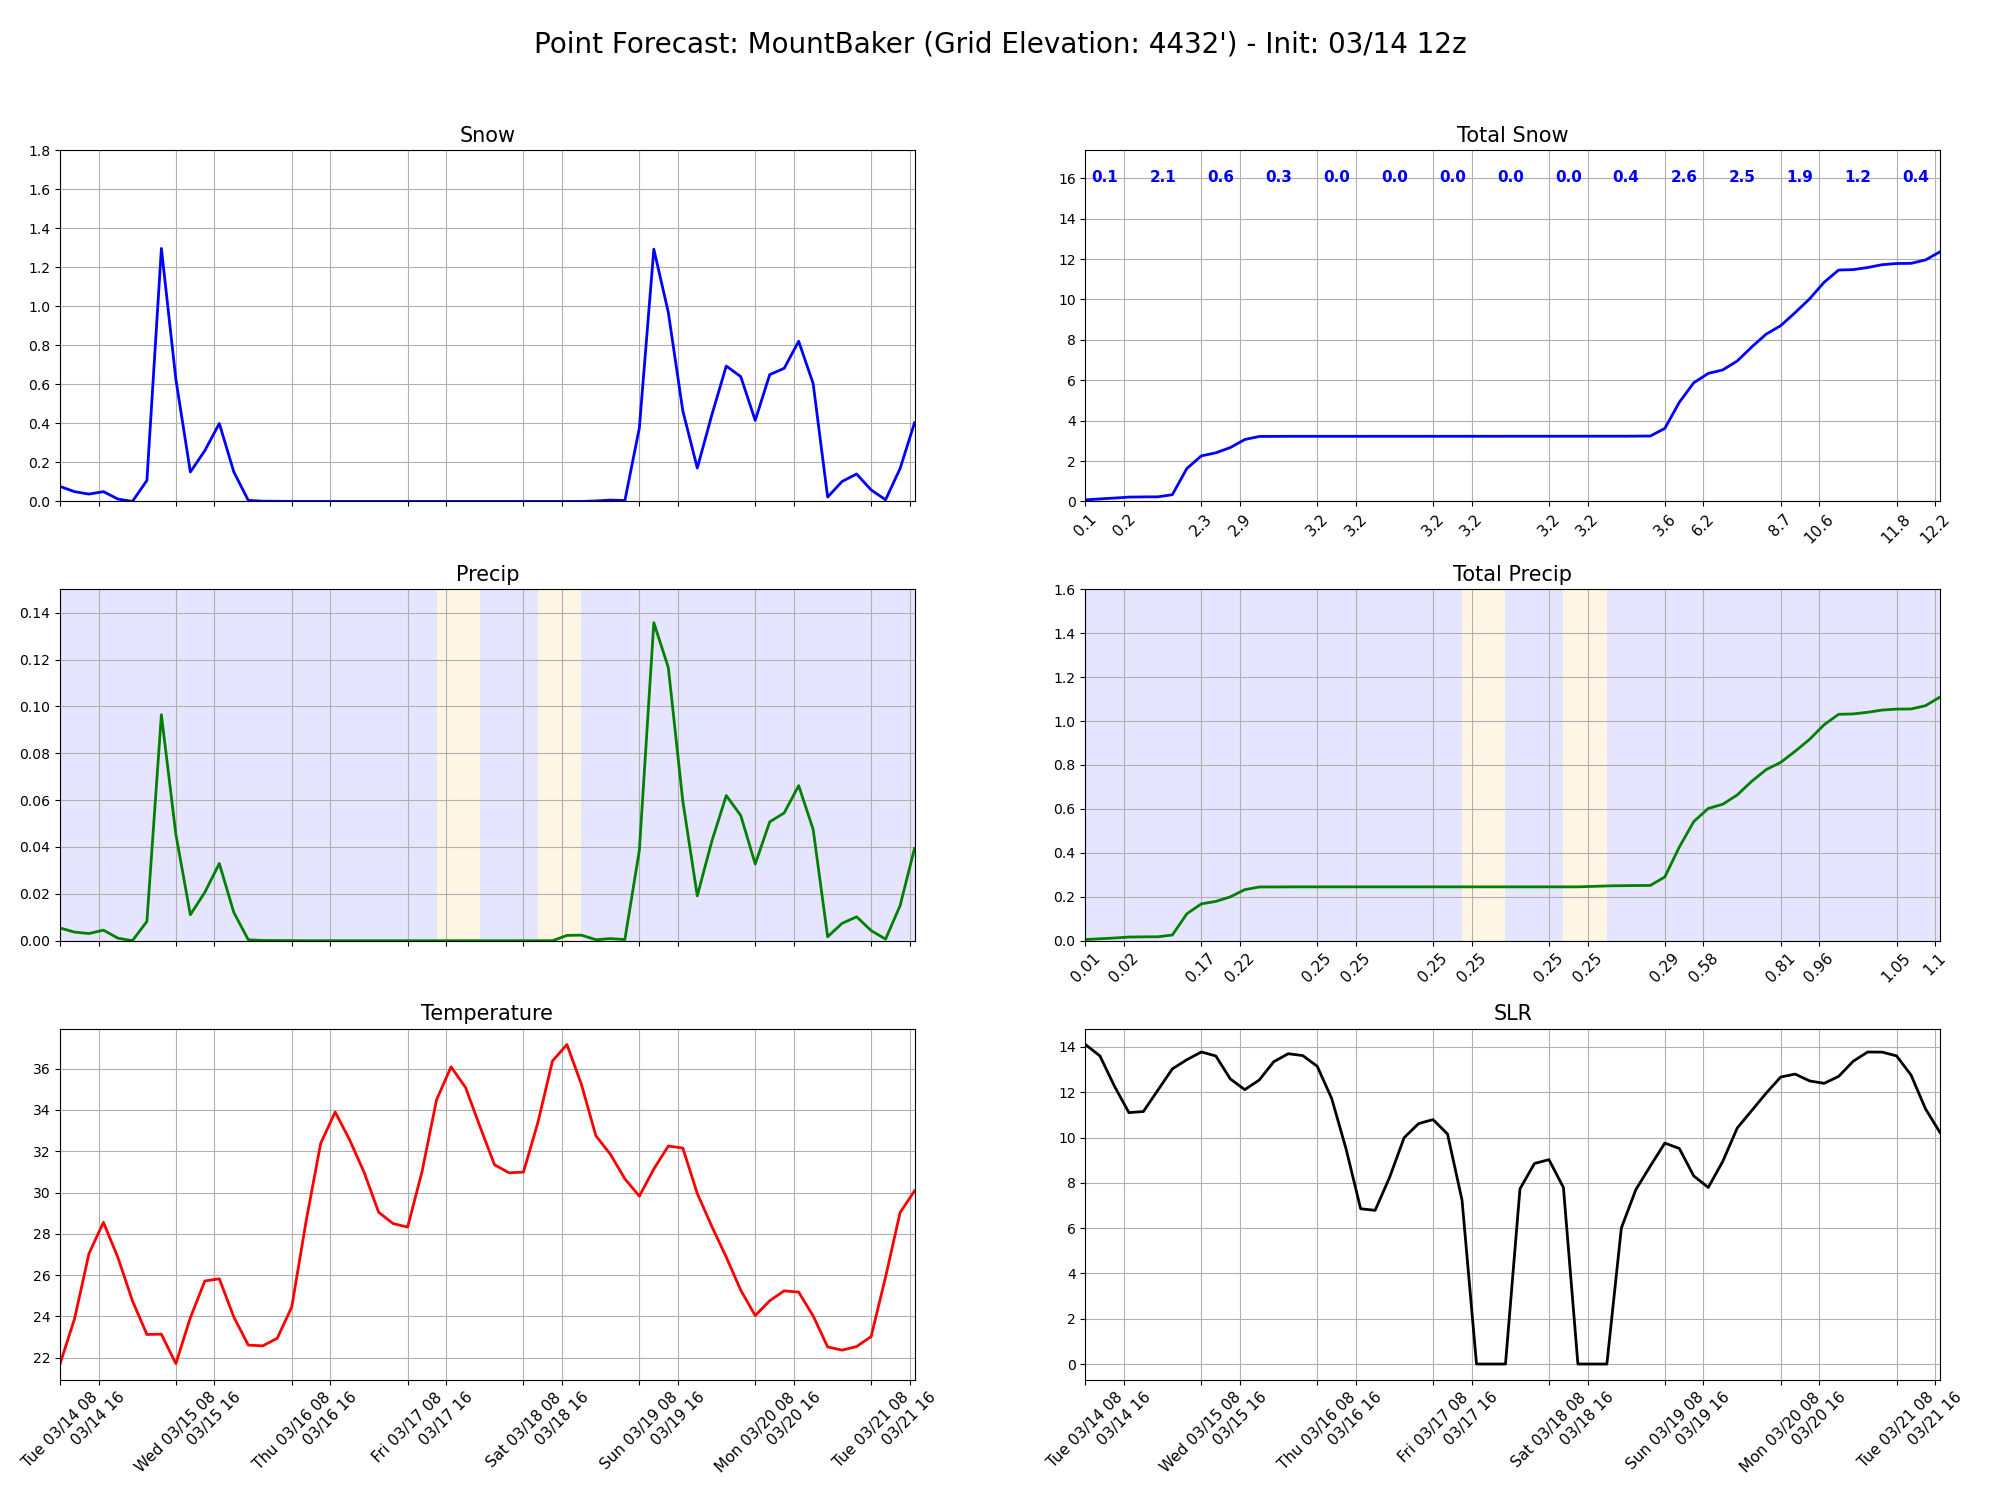 Point Forecast: MountBaker (Grid Elevation: 4432') - Init: 03/14 12z
Snow
1.8
1.6
1.4
1.2
1.0
0.8
0.6
0.4
0.2
0.0
Total Snow
0.1 2.1 0.6 0.3 0.0 0.0 0.0 0.0 0.0 0.4 2.6 2.5 1.9 1.2 0.4
16
14
12
10
8
6
4
2
0
0.1 0.2 2.3 2.9 3.2 3.2 3.2 3.2 3.2 3.2 3.6 6.2 8.7 10.6 11.8 12.2
Precip
0.14
0.12
0.10
0.08
0.06
0.04
0.02
0.00
Total Precip
1.6
1.4
1.2
1.0
0.8
0.6
0.4
0.2
0.0
0.01 0.02 0.17 0.22 0.25 0.25 0.25 0.25 0.25 0.25 0.29 0.58 0.81 0.96 1.05 1.1
Temperature
36
34
32
30
28
26
24
22
Tue 03/14 08
03/14 16
Wed 03/15 08
03/15 16
Thu 03/16 08
03/16 16
Fri 03/17 08
03/17 16
Sat 03/18 08
03/18 16
Sun 03/19 08
03/19 16
Mon 03/20 08
03/20 16
Tue 03/21 08
03/21 16
SLR
14
12
10
8
6
4
2
0
Tue 03/14 08
03/14 16
Wed 03/15 08
03/15 16
Thu 03/16 08
03/16 16
Fri 03/17 08
03/17 16
Sat 03/18 08
03/18 16
Sun 03/19 08
03/19 16
Mon 03/20 08
03/20 16
Tue 03/21 08
03/21 16